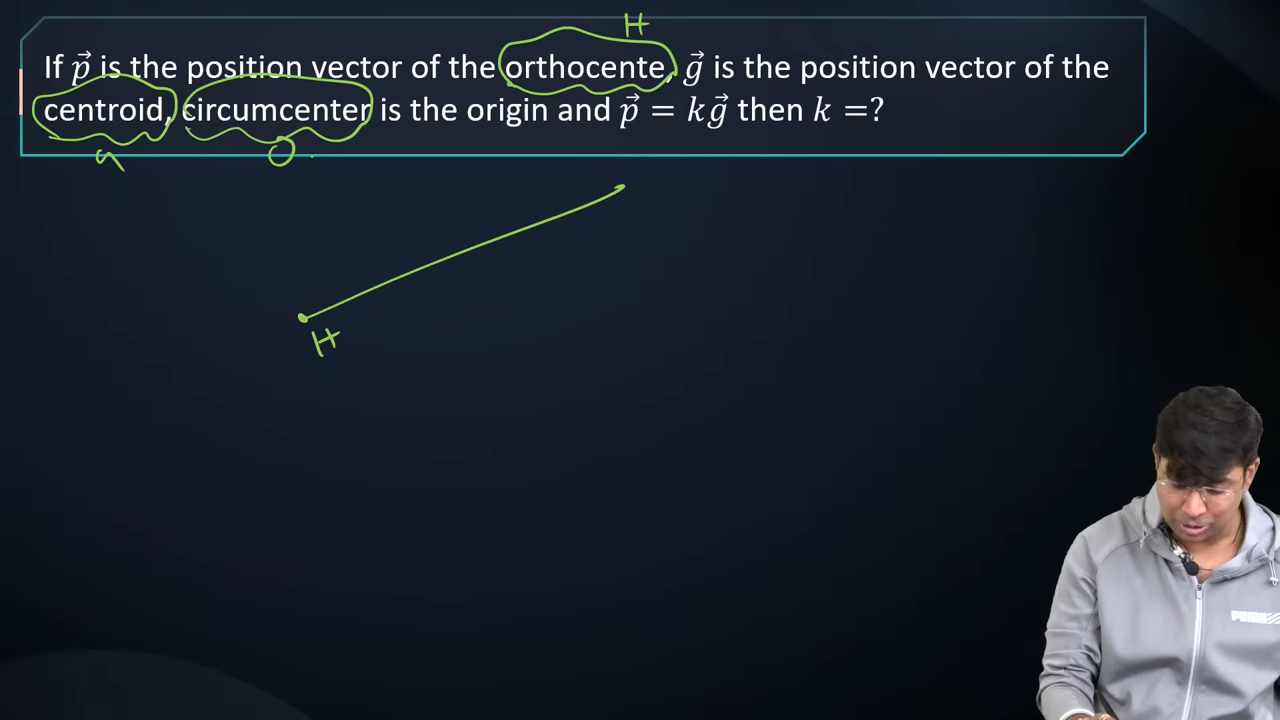 H
If p⃗ is the position vector of the orthocente, g⃗ is the position vector of the
centroid, circumcenter is the origin and p⃗ = kg⃗ then k =?
O
H